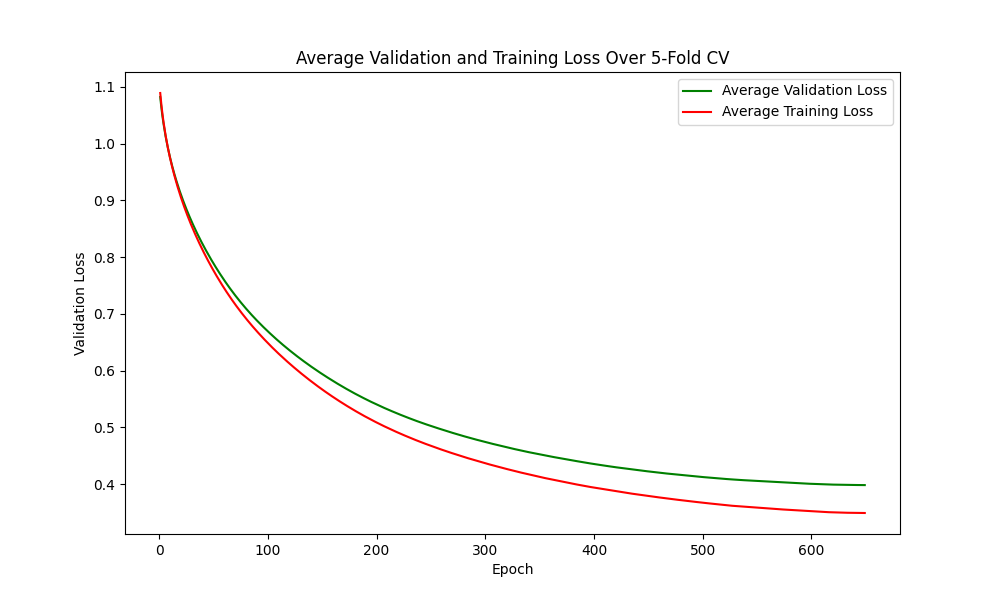 Average Validation and Training Loss Over 5-Fold CV
Average Validation Loss
Average Training Loss
Validation Loss
1.1
1.0
0.9
0.8
0.7
0.6
0.5
0.4
0 100 200 300 400 500 600
Epoch